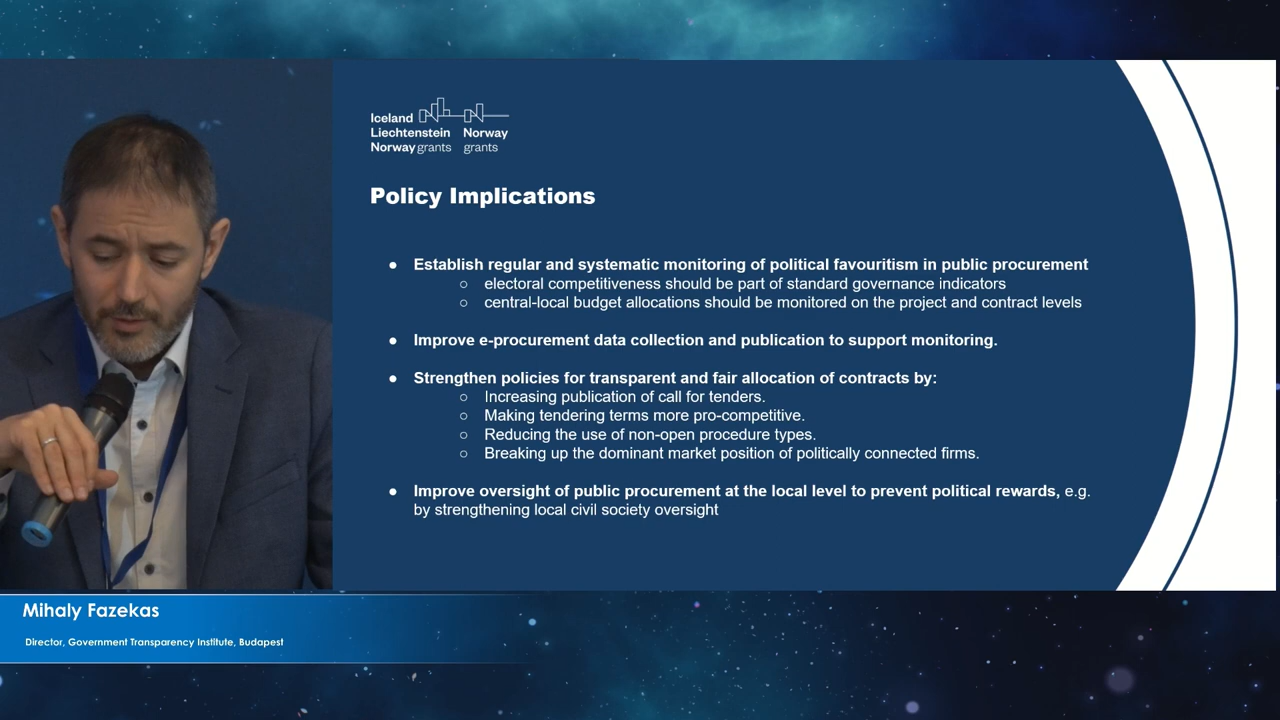 Iceland
Liechtenstein Norway
Norway grants grants
Policy Implications
● Establish regular and systematic monitoring of political favouritism in public procurement
○ electoral competitiveness should be part of standard governance indicators
○ central-local budget allocations should be monitored on the project and contract levels
● Improve e-procurement data collection and publication to support monitoring.
● Strengthen policies for transparent and fair allocation of contracts by:
○ Increasing publication of call for tenders.
○ Making tendering terms more pro-competitive.
○ Reducing the use of non-open procedure types.
○ Breaking up the dominant market position of politically connected firms.
● Improve oversight of public procurement at the local level to prevent political rewards, e.g.
by strengthening local civil society oversight
Mihaly Fazekas
Director, Government Transparency Institute, Budapest